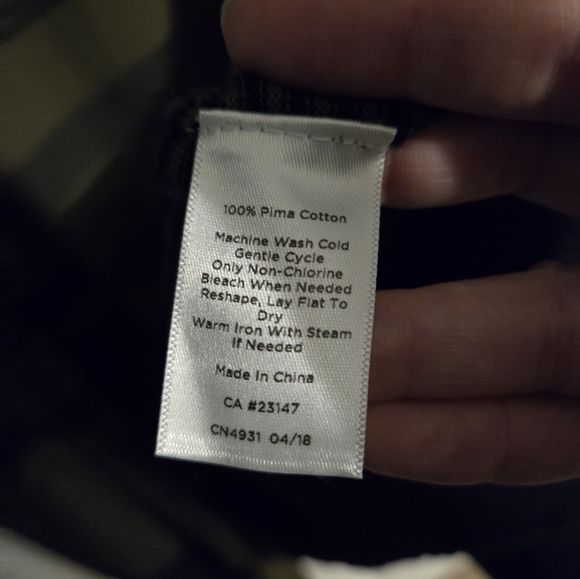 100% Pima Cotton
Machine Wash Cold
Gentle Cycle
Only Non-Chlorine
Bleach When Needed
Reshape, Lay Flat To
Dry
Warm Iron With Steam
If Needed
Made In China
CA #23147
CN4931 04/18